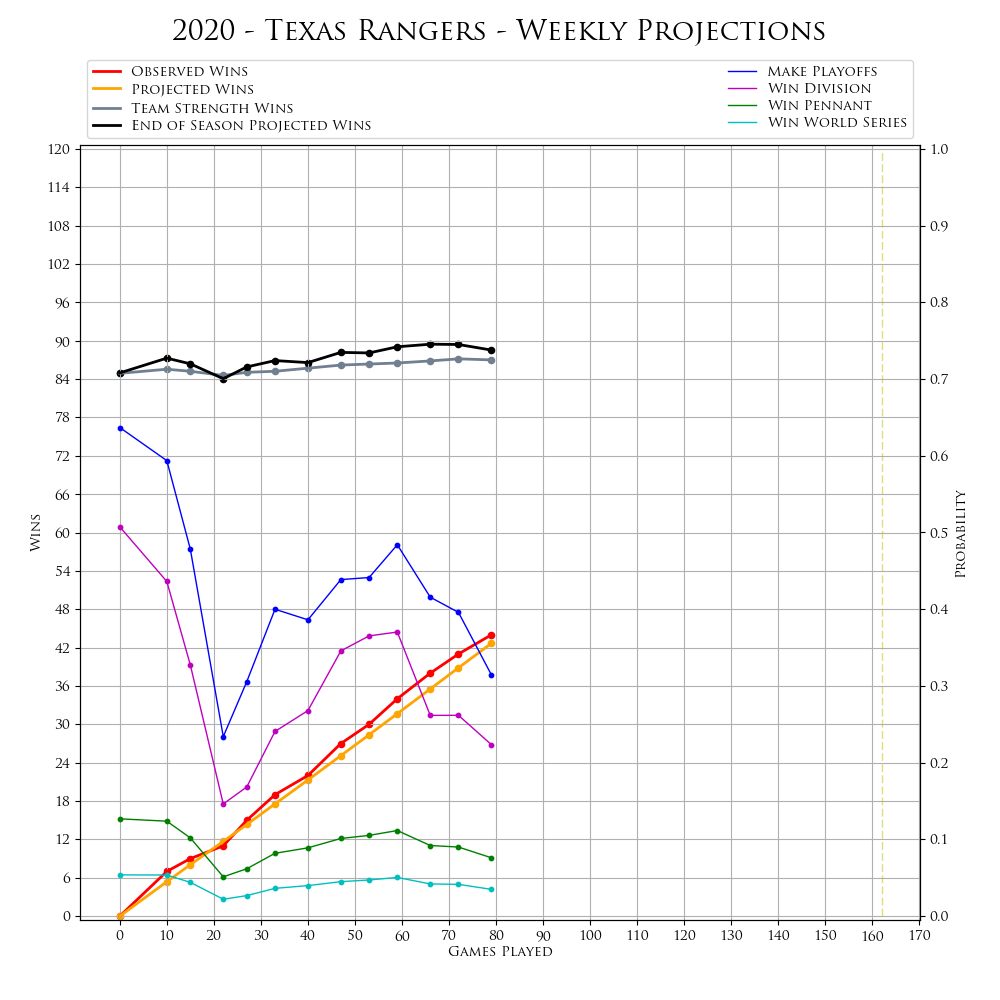 2020 - Texas Rangers - Weekly Projections
Observed Wins
Projected Wins
Team Strength Wins
End of Season Projected Wins
Make Playoffs
Win Division
Win Pennant
Win World Series
120
114
108
102
96
90
84
78
72
66
60
54
48
42
36
30
24
18
12
6
0
Wins
1.0
0.9
0.8
0.7
0.6
0.5
0.4
0.3
0.2
0.1
0.0
Probability
0 10 20 30 40 50 60 70 80 90 100 110 120 130 140 150 160 170
Games Played